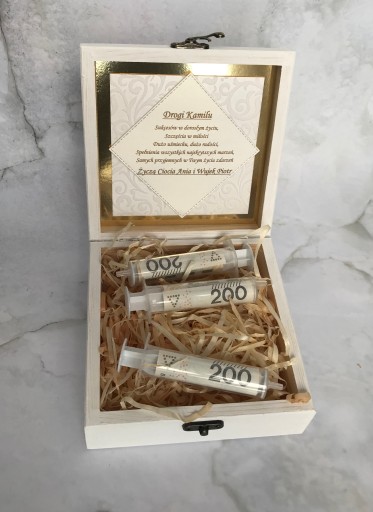 Drogi Kamilu
Sukcesów w dorosłym życiu,
Szczęścia w miłości
Dużo uśmiechu, dużo radości,
Spełnienia wszystkich najskrytszych marzeń,
Samych przyjemnych w Twym życiu zdarzeń
Życzą Ciocia Ania i Wujek Piotr
200
200
200